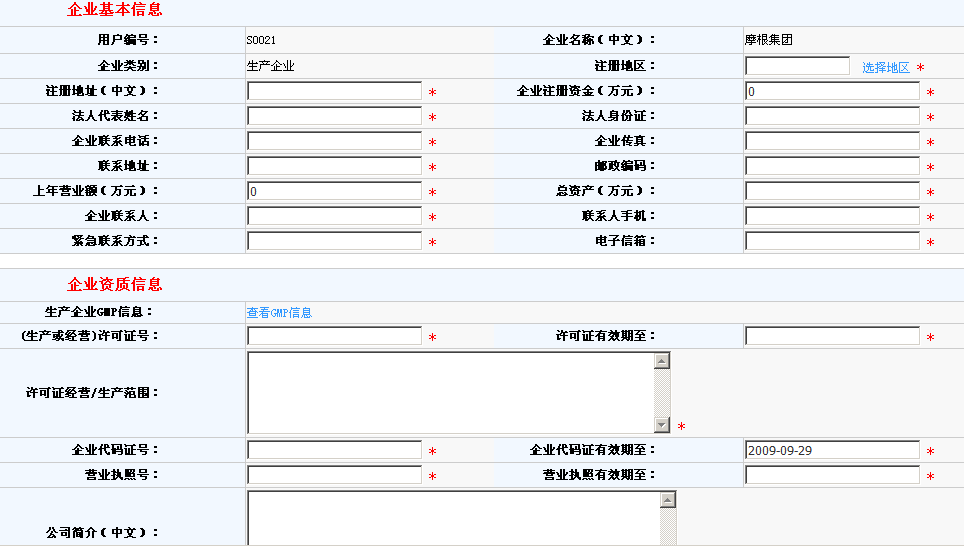 企业基本信息
用户编号： S0021 企业名称（中文）： 摩根集团
企业类别： 生产企业 注册地区： 选择地区 *
注册地址（中文）： * 企业注册资金（万元）： 0 *
法人代表姓名： * 法人身份证： *
企业联系电话： * 企业传真： *
联系地址： * 邮政编码： *
上年营业额（万元）： 0 * 总资产（万元）： *
企业联系人： * 联系人手机： *
紧急联系方式： * 电子信箱： *
企业资质信息
生产企业GMP信息： 查看GMP信息
(生产或经营)许可证号： * 许可证有效期至： *
许可证经营/生产范围： *
企业代码证号： * 企业代码证有效期至： 2009-09-29 *
营业执照号： * 营业执照有效期至： *
公司简介（中文）：